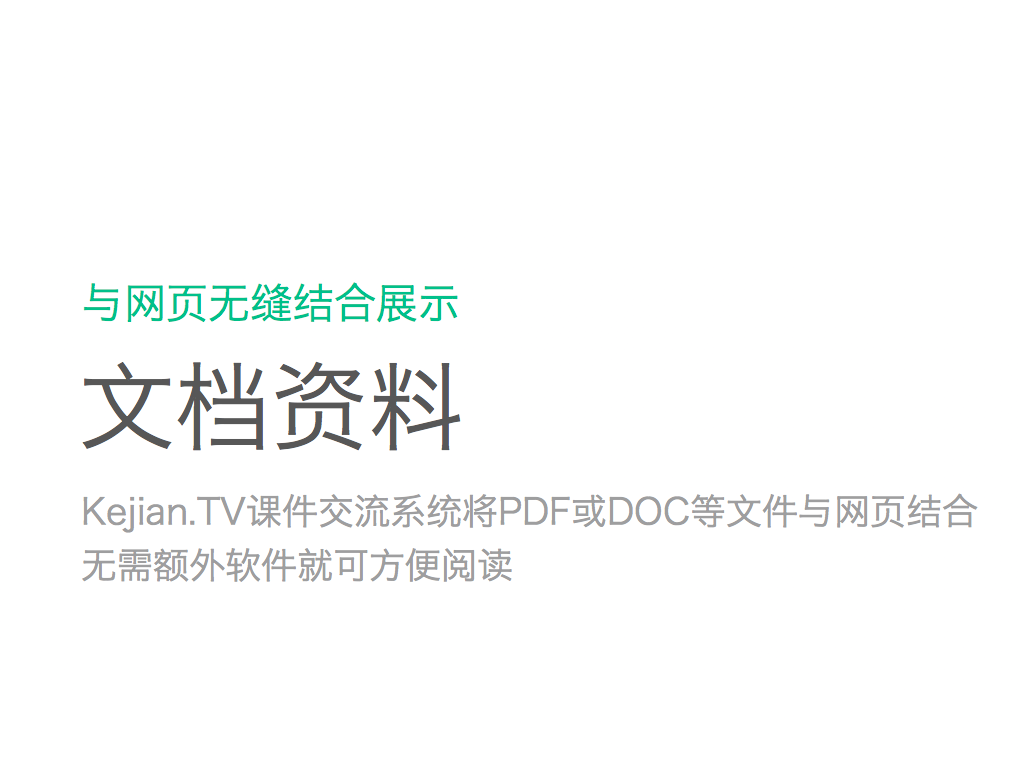 与网页无缝结合展示
文档资料
Kejian.TV课件交流系统将PDF或DOC等文件与网页结合
无需额外软件就可方便阅读